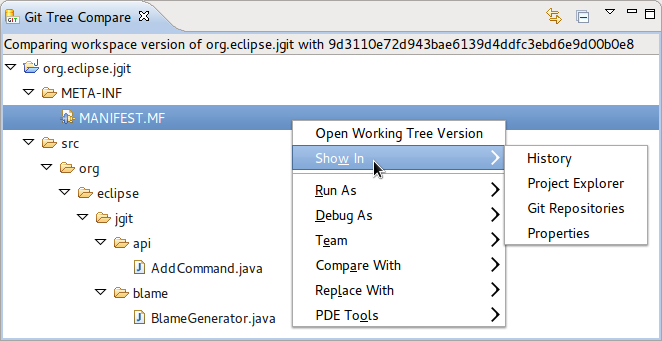 Git Tree Compare
Comparing workspace version of org.eclipse.jgit with 9d3110e72d943bae6139d4ddfc3ebd6e9d00b0e8
org.eclipse.jgit
META-INF
MANIFEST.MF
src
org
eclipse
jgit
api
AddCommand.java
blame
BlameGenerator.java
Open Working Tree Version
Show In
Run As
Debug As
Team
Compare With
Replace With
PDE Tools
History
Project Explorer
Git Repositories
Properties